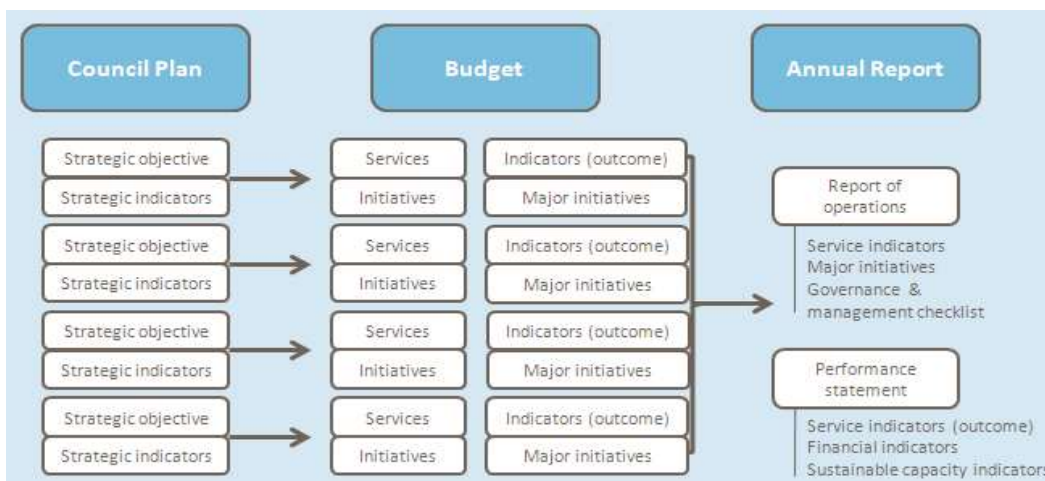 Council Plan
Budget
Annual Report
Strategic objective
Strategic indicators
Services
Initiatives
Indicators (outcome)
Major initiatives
Strategic objective
Strategic indicators
Services
Initiatives
Indicators (outcome)
Major initiatives
Strategic objective
Strategic indicators
Services
Initiatives
Indicators (outcome)
Major initiatives
Strategic objective
Strategic indicators
Services
Initiatives
Indicators (outcome)
Major initiatives
Report of
operations
Service indicators
Major initiatives
Governance &
management checklist
Performance
statement
Service indicators (outcome)
Financial indicators
Sustainable capacity indicators